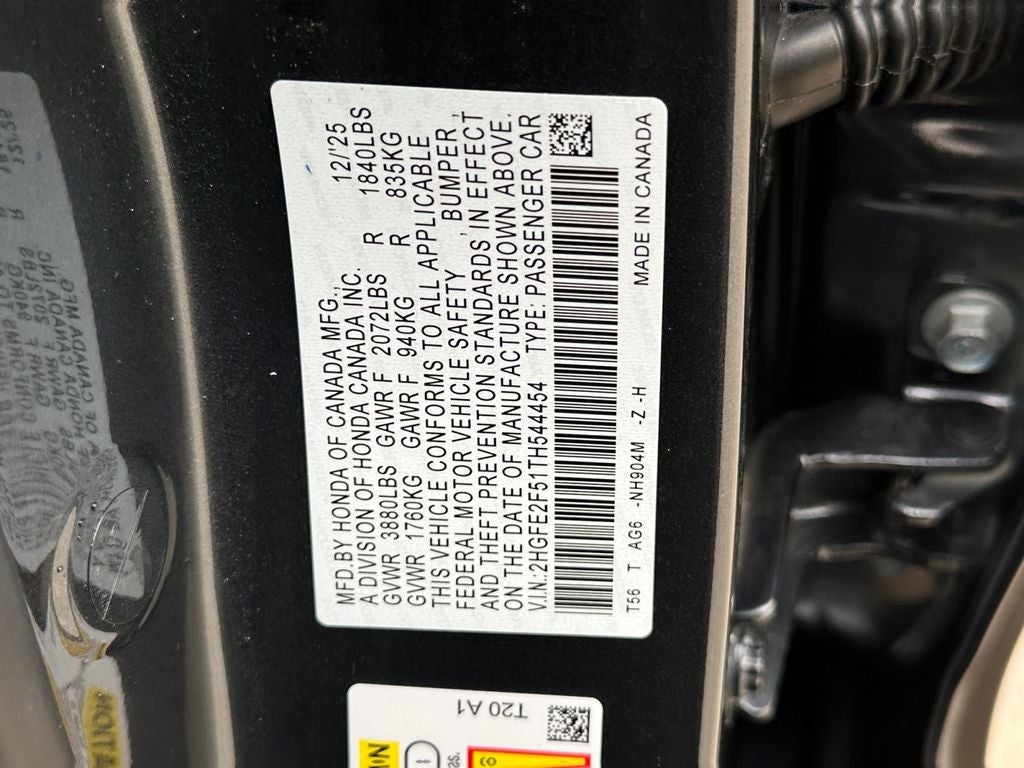 MFD.BY HONDA OF CANADA MFG., 12/'25
A DIVISION OF HONDA CANADA INC.
GVWR 3880LBS GAWR F 2072LBS R 1840LBS
GVWR 1760KG GAWR F 940KG R 835KG
THIS VEHICLE CONFORMS TO ALL APPLICABLE
FEDERAL MOTOR VEHICLE SAFETY , BUMPER ,
AND THEFT PREVENTION STANDARDS IN EFFECT
ON THE DATE OF MANUFACTURE SHOWN ABOVE.
V.I.N.:2HGFE2F51TH544454 TYPE: PASSENGER CAR
T56 T AG6 -NH904M -Z -H MADE IN CANADA
T20 A1